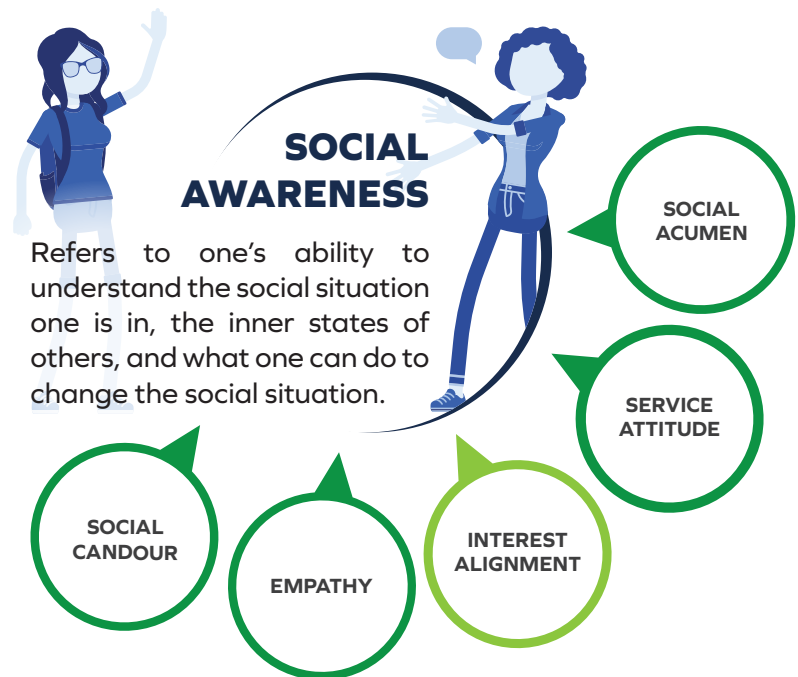 SOCIAL
AWARENESS
Refers to one’s ability to
understand the social situation
one is in, the inner states of
others, and what one can do to
change the social situation.
SOCIAL
ACUMEN
SERVICE
ATTITUDE
INTEREST
ALIGNMENT
EMPATHY
SOCIAL
CANDOUR